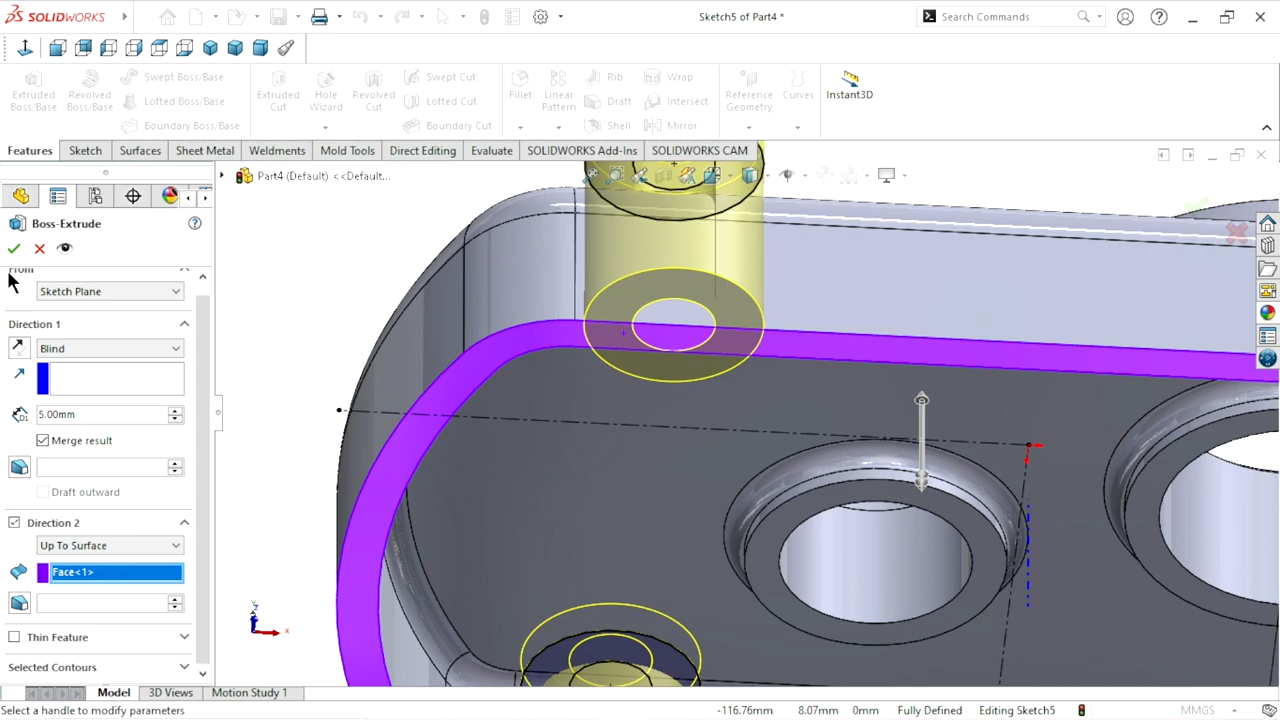 SOLIDWORKS
Sketch5 of Part4 *
Search Commands
Extruded Boss/Base
Revolved Boss/Base
Swept Boss/Base
Lofted Boss/Base
Boundary Boss/Base
Extruded Cut
Hole Wizard
Revolved Cut
Swept Cut
Lofted Cut
Boundary Cut
Fillet
Linear Pattern
Rib
Draft
Shell
Wrap
Intersect
Mirror
Reference Geometry
Curves
Instant3D
Features
Sketch
Surfaces
Sheet Metal
Weldments
Mold Tools
Direct Editing
Evaluate
SOLIDWORKS Add-Ins
SOLIDWORKS CAM
Part4 (Default) <<Default...
Boss-Extrude
From
Sketch Plane
Direction 1
Blind
5.00mm
Merge result
Draft outward
Direction 2
Up To Surface
Face<1>
Thin Feature
Selected Contours
Z
X
Model
3D Views
Motion Study 1
Select a handle to modify parameters
-116.76mm
8.07mm
0mm
Fully Defined
Editing Sketch5
MMGS